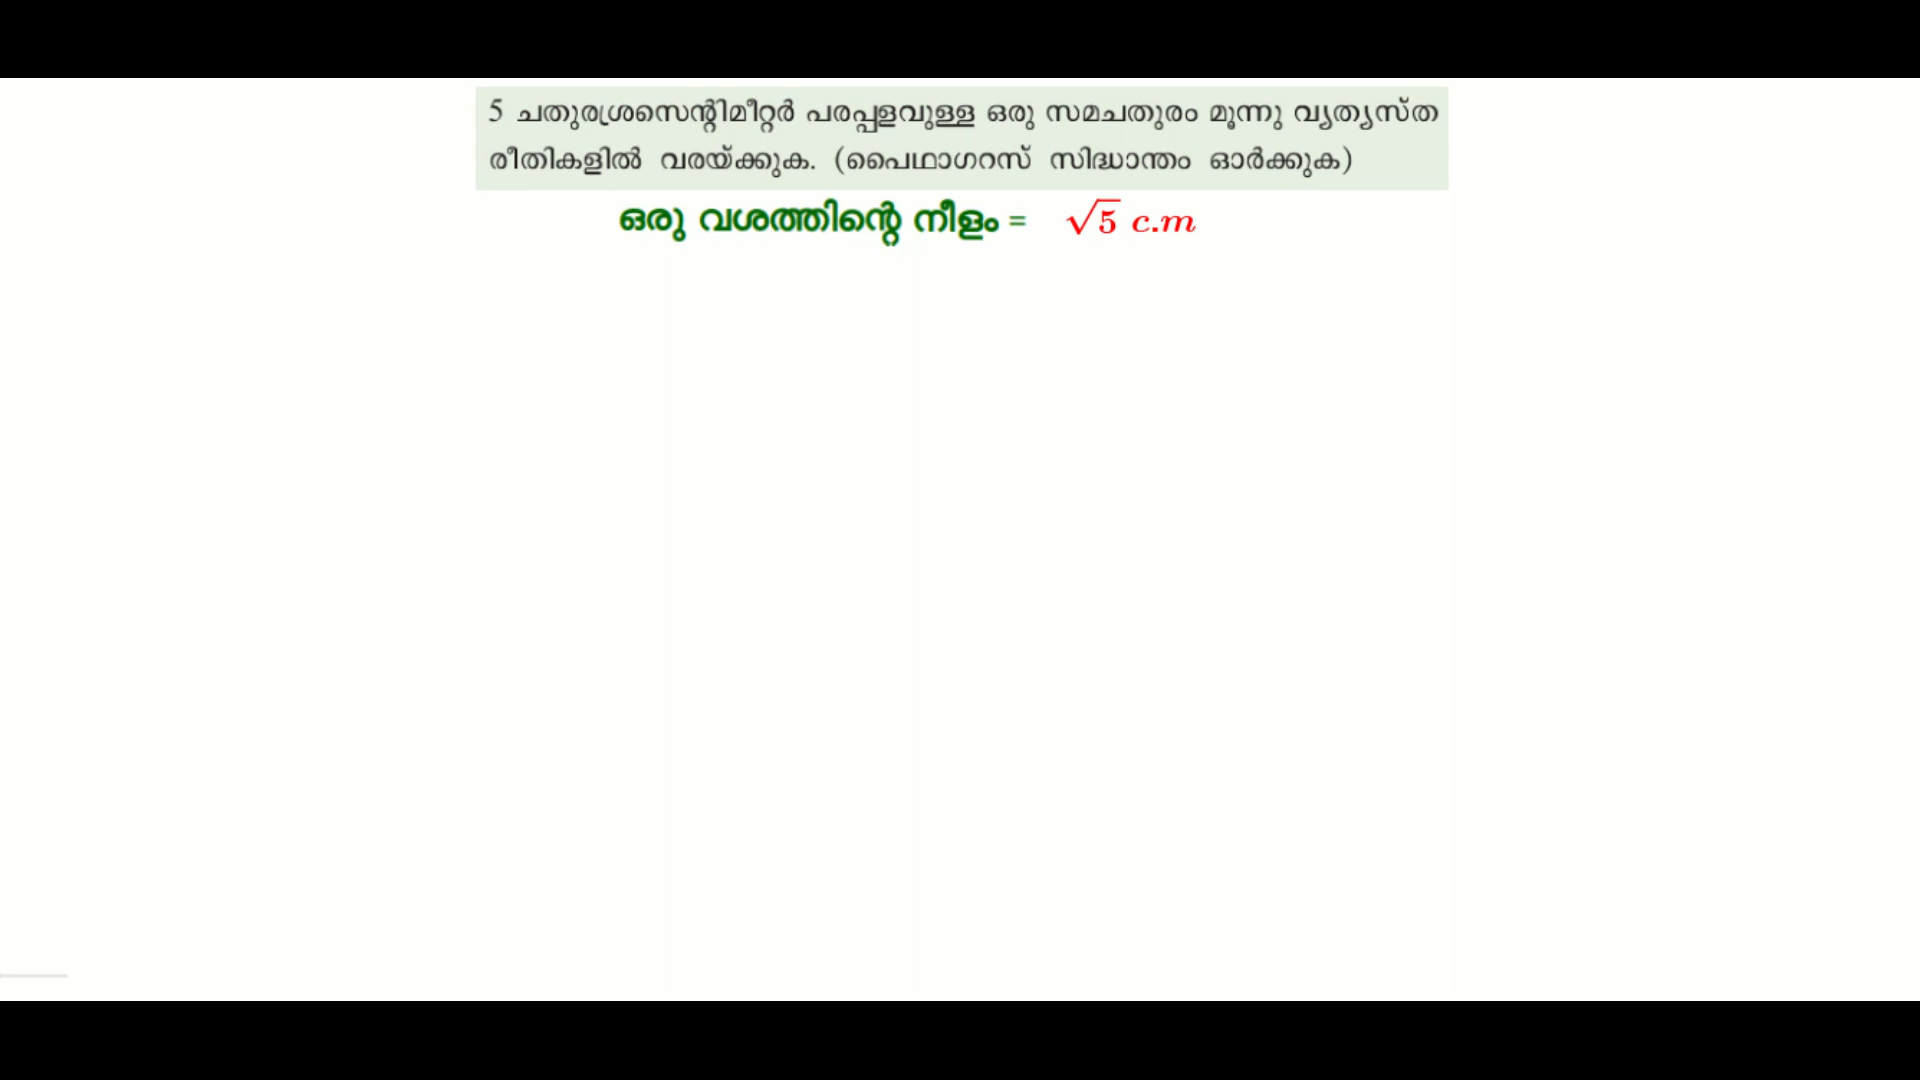 5 ചതുരശ്രസെന്റിമീറ്റർ പരപ്പളവുള്ള ഒരു സമചതുരം മൂന്നു വ്യത്യസ്ത
രീതികളിൽ വരയ്ക്കുക. (പൈഥാഗറസ് സിദ്ധാന്തം ഓർക്കുക)
ഒരു വശത്തിന്റെ നീളം = √5 c.m